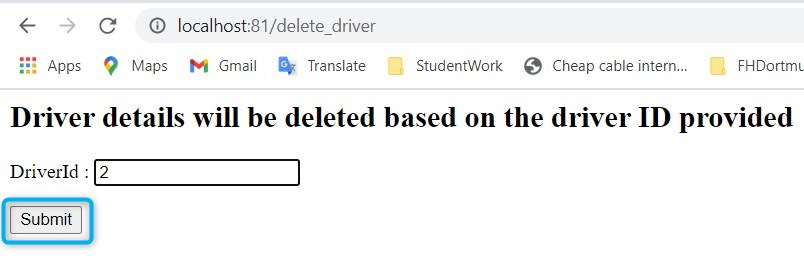 localhost:81/delete_driver
Apps Maps Gmail Translate StudentWork Cheap cable intern... FHDortmu
Driver details will be deleted based on the driver ID provided
DriverId : 2
Submit